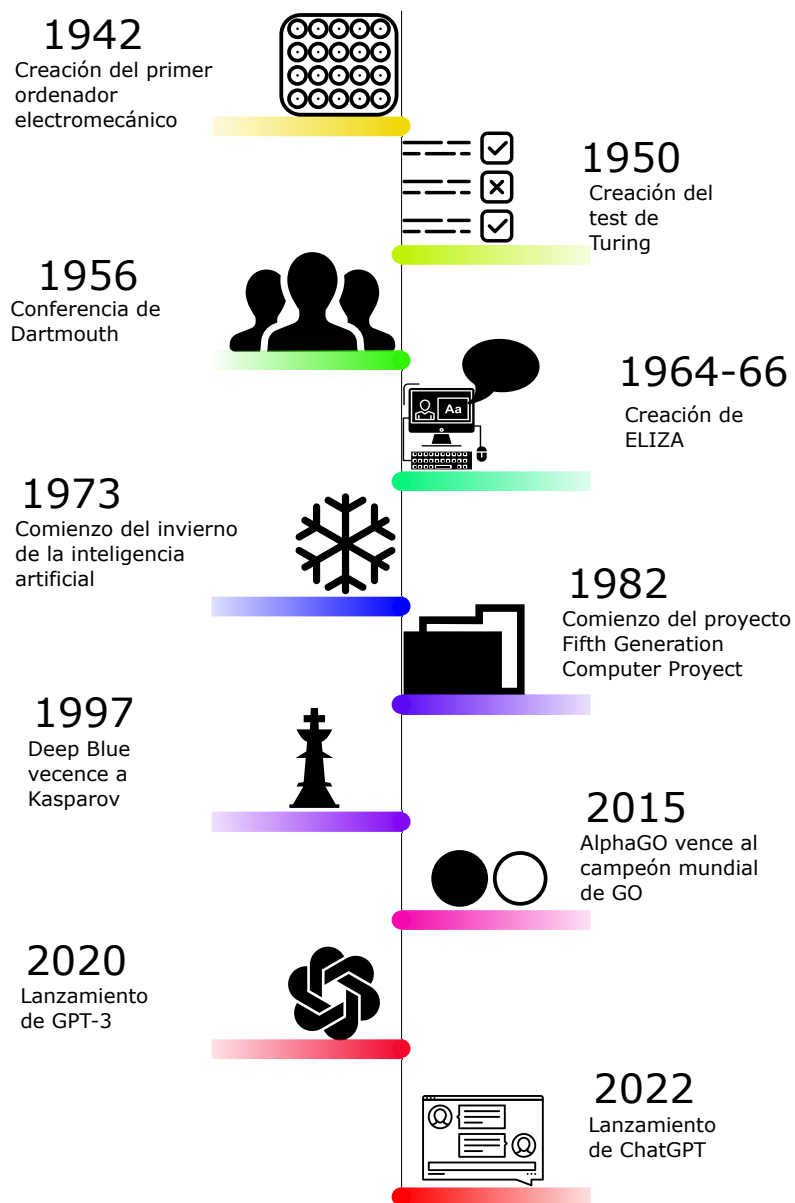 1942
Creación del primer
ordenador
electromecánico
1950
Creación del
test de
Turing
1956
Conferencia de
Dartmouth
1964-66
Aa
Creación de
ELIZA
1973
Comienzo del invierno
de la inteligencia
artificial
1982
Comienzo del proyecto
Fifth Generation
Computer Proyect
1997
Deep Blue
vecence a
Kasparov
2015
AlphaGO vence al
campeón mundial
de GO
2020
Lanzamiento
de GPT-3
2022
Lanzamiento
de ChatGPT